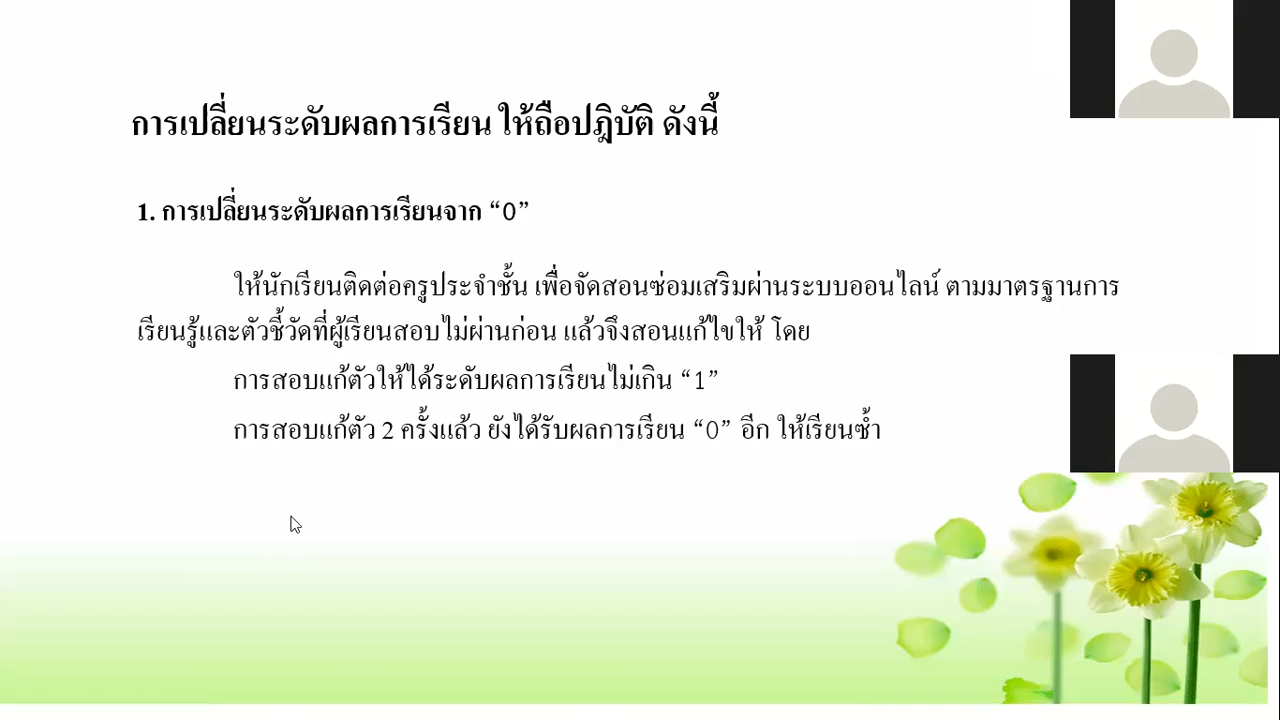 การเปลี่ยนระดับผลการเรียน ให้ถือปฎิบัติ ดังนี้
1. การเปลี่ยนระดับผลการเรียนจาก “0”
ให้นักเรียนติดต่อครูประจำชั้น เพื่อจัดสอนซ่อมเสริมผ่านระบบออนไลน์ ตามมาตรฐานการ
เรียนรู้และตัวชี้วัดที่ผู้เรียนสอบไม่ผ่านก่อน แล้วจึงสอนแก้ไขให้ โดย
การสอบแก้ตัวให้ได้ระดับผลการเรียนไม่เกิน “1”
การสอบแก้ตัว 2 ครั้งแล้ว ยังได้รับผลการเรียน “0” อีก ให้เรียนซ้ำ